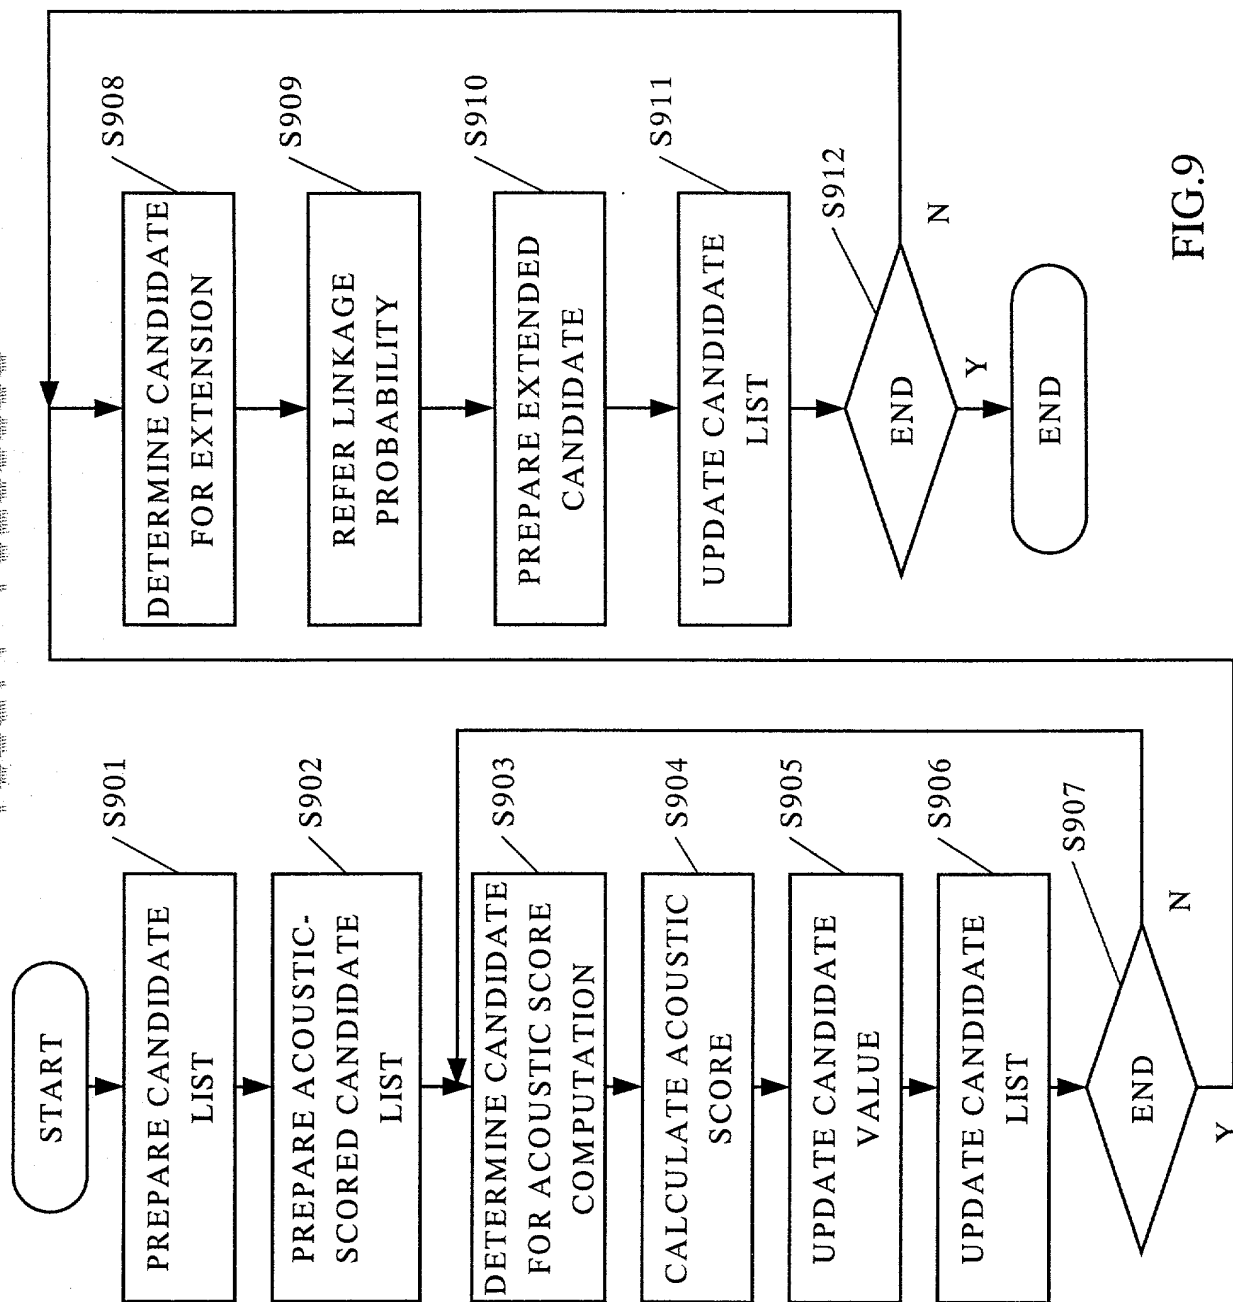 START
PREPARE CANDIDATE
LIST
S901
PREPARE ACOUSTIC-
SCORED CANDIDATE
LIST
S902
DETERMINE CANDIDATE
FOR ACOUSTIC SCORE
COMPUTATION
S903
CALCULATE ACOUSTIC
SCORE
S904
UPDATE CANDIDATE
VALUE
S905
UPDATE CANDIDATE
LIST
S906
END
S907
N
Y
DETERMINE CANDIDATE
FOR EXTENSION
S908
REFER LINKAGE
PROBABILITY
S909
PREPARE EXTENDED
CANDIDATE
S910
UPDATE CANDIDATE
LIST
S911
END
S912
N
Y
END
FIG.9